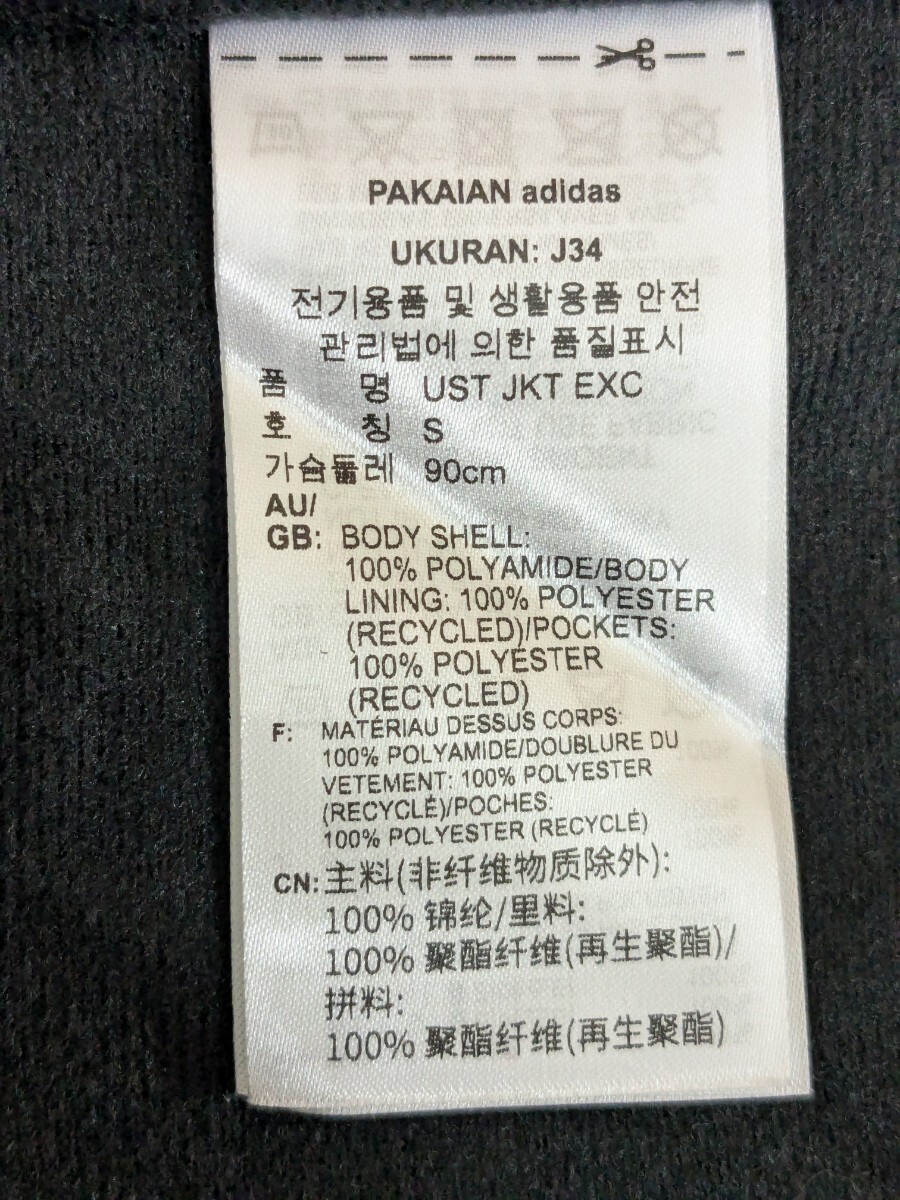 PAKAIAN adidas
UKURAN: J34
전기용품 및 생활용품 안전
관리법에 의한 품질표시
품 명 UST JKT EXC
호 칭 S
가슴둘레 90cm
AU/
GB: BODY SHELL:
100% POLYAMIDE/BODY
LINING: 100% POLYESTER
(RECYCLED)/POCKETS:
100% POLYESTER
(RECYCLED)
F: MATÉRIAU DESSUS CORPS:
100% POLYAMIDE/DOUBLURE DU
VETEMENT: 100% POLYESTER
(RECYCLÉ)/POCHES:
100% POLYESTER (RECYCLÉ)
CN: 主料(非纤维物质除外):
100% 锦纶/里料:
100% 聚酯纤维(再生聚酯)/
拼料:
100% 聚酯纤维(再生聚酯)